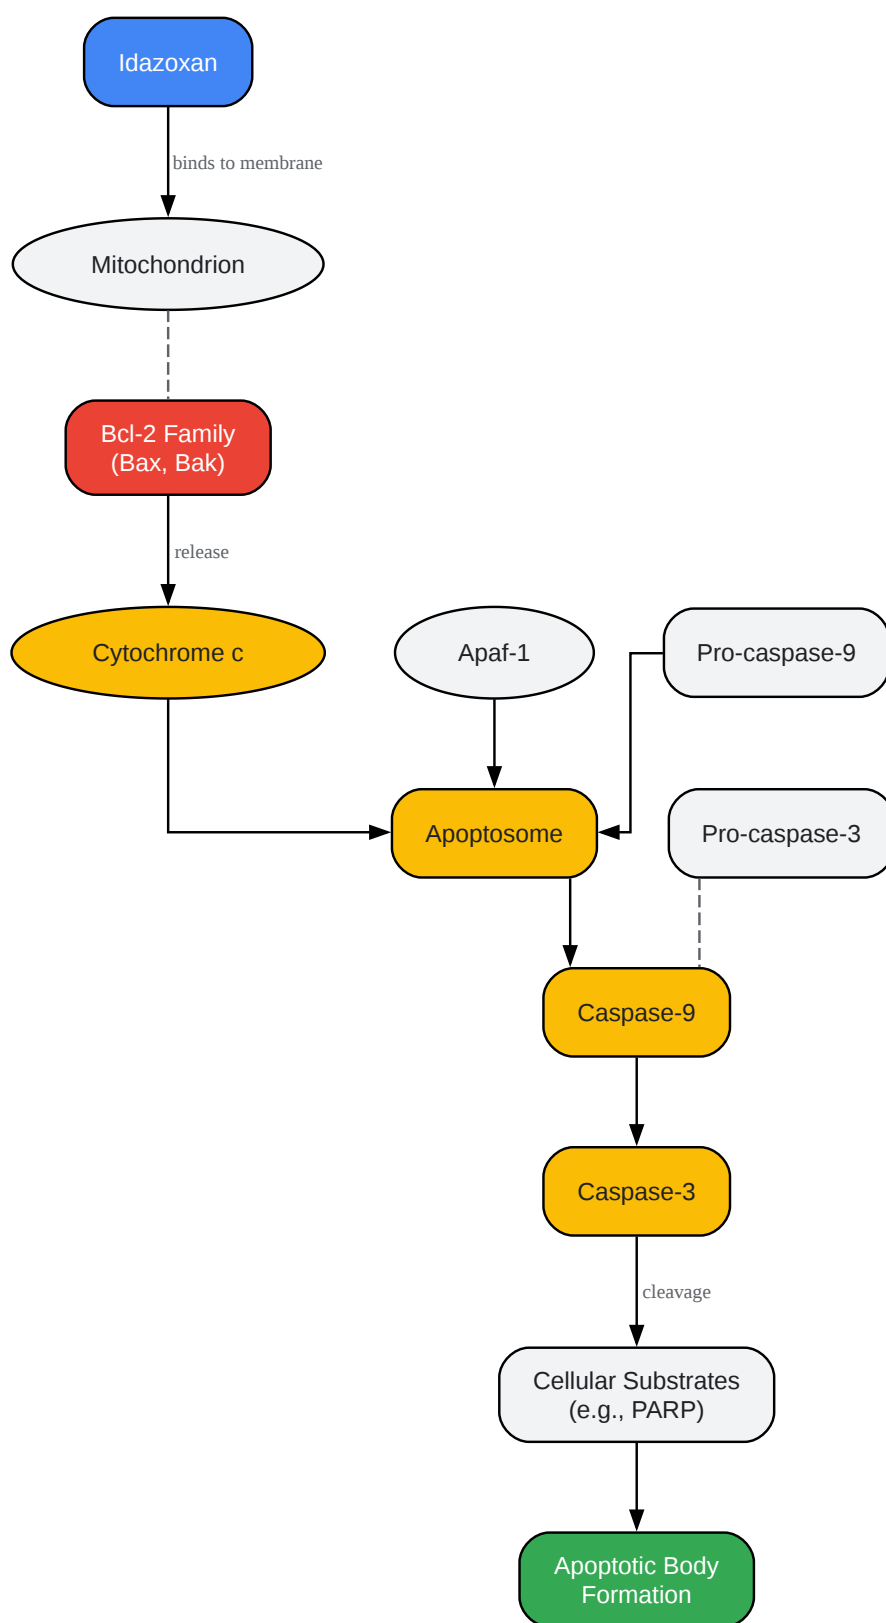 Idazoxan
binds to membrane
Mitochondrion
Bcl-2 Family
(Bax, Bak)
release
Cytochrome c
Apaf-1
Pro-caspase-9
Apoptosome
Pro-caspase-3
Caspase-9
Caspase-3
cleavage
Cellular Substrates
(e.g., PARP)
Apoptotic Body
Formation